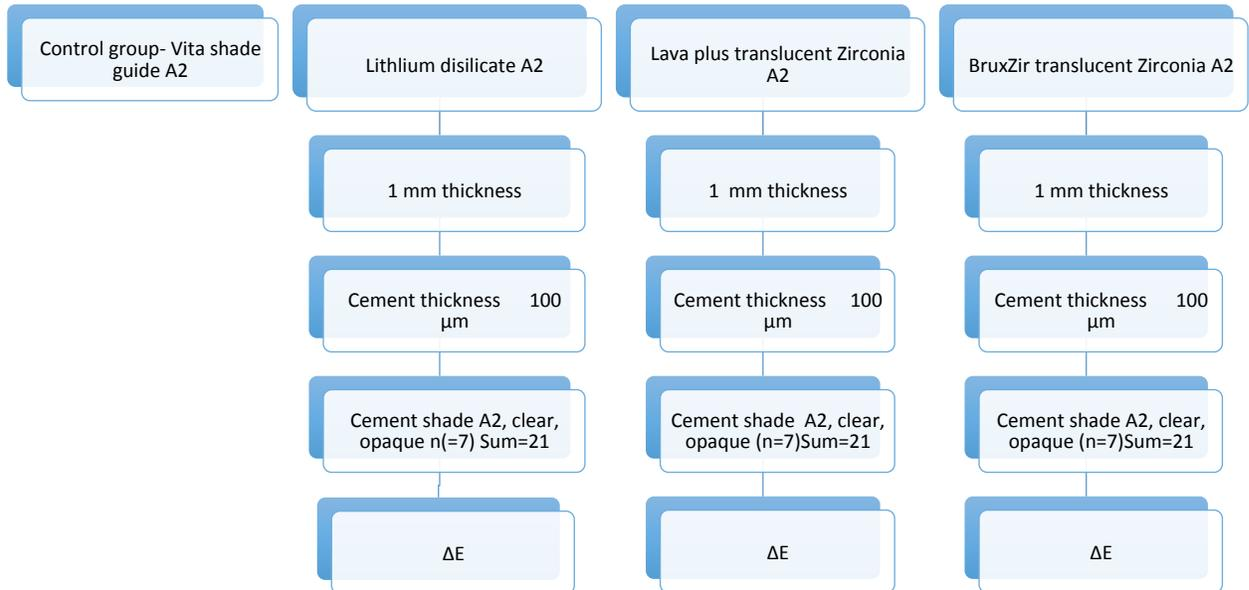 Control group- Vita shade
guide A2
Lithlium disilicate A2
Lava plus translucent Zirconia
A2
BruxZir translucent Zirconia A2
1 mm thickness
1  mm thickness
1 mm thickness
Cement thickness     100
µm
Cement thickness     100
µm
Cement thickness     100
µm
Cement shade A2, clear,
opaque n(=7) Sum=21
Cement shade  A2, clear,
opaque (n=7)Sum=21
Cement shade A2, clear,
opaque (n=7)Sum=21
ΔE
ΔE
ΔE